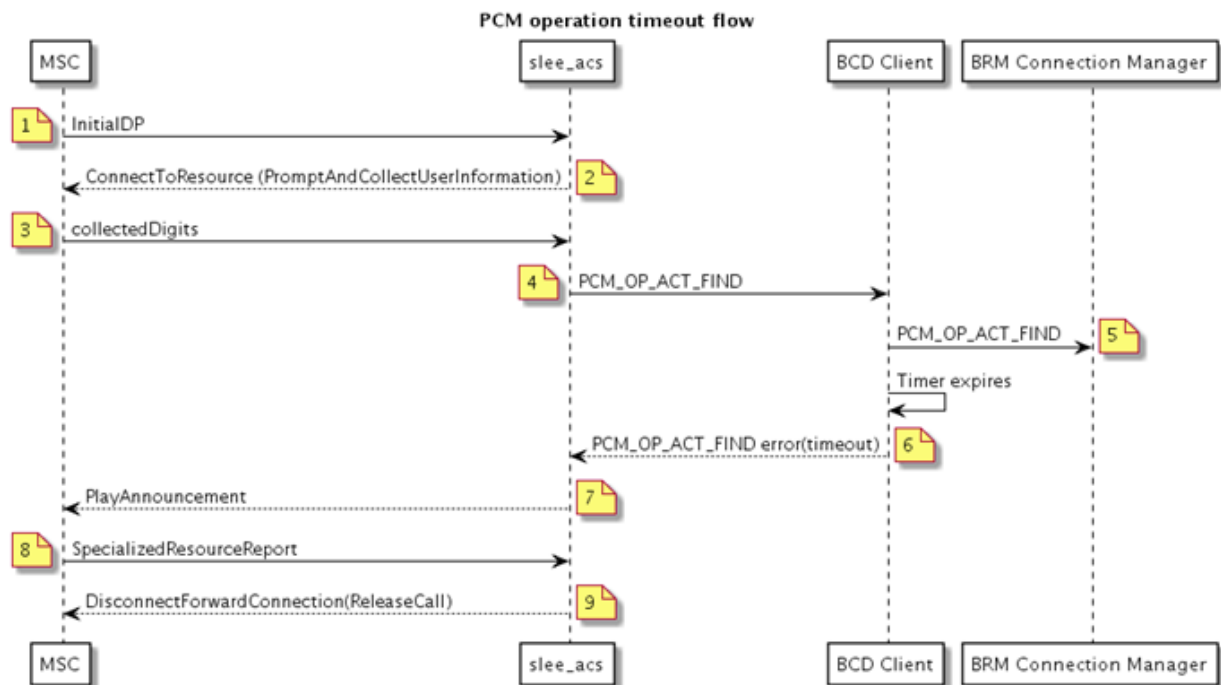 PCM operation timeout flow
MSC slee_acs BCD Client BRM Connection Manager
1 InitialDP
ConnectToResource (PromptAndCollectUserInformation) 2
3 collectedDigits
4 PCM_OP_ACT_FIND
PCM_OP_ACT_FIND 5
Timer expires
PCM_OP_ACT_FIND error(timeout) 6
PlayAnnouncement 7
8 SpecializedResourceReport
DisconnectForwardConnection(ReleaseCall) 9
MSC slee_acs BCD Client BRM Connection Manager